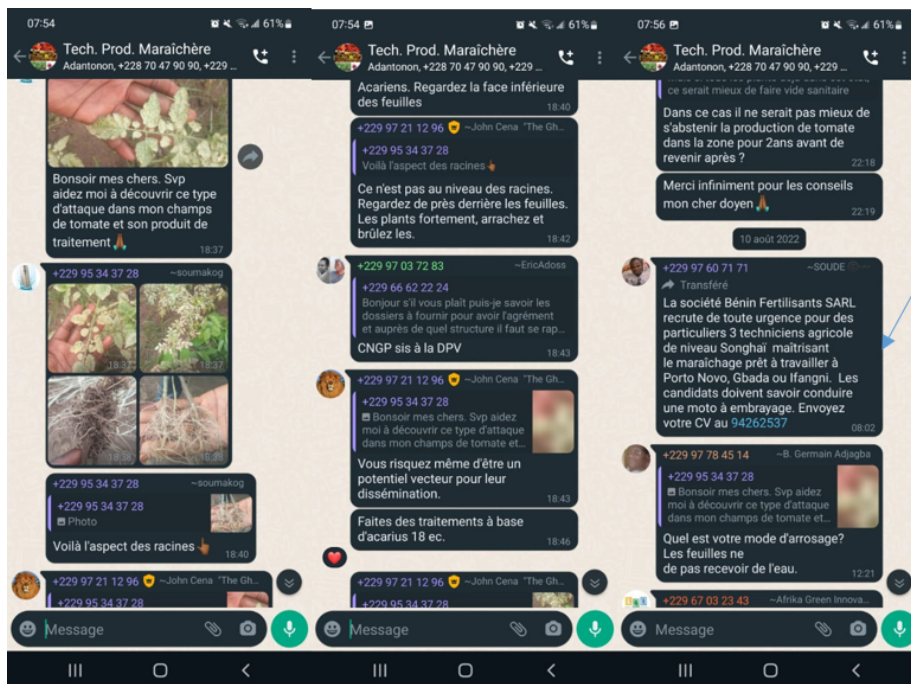 07:54
61%
Tech. Prod. Maraîchère
Adantonon, +228 70 47 90 90, +229 ...
Bonsoir mes chers. Svp
aidez moi à découvrir ce type
d'attaque dans mon champs
de tomate et son produit de
traitement
18:37
+229 95 34 37 28
~soumakog
18:37
18:37
18:38
18:39
+229 95 34 37 28
~soumakog
+229 95 34 37 28
Photo
Voilà l'aspect des racines
18:40
+229 97 21 12 96
~John Cena "The Gh...
+229 95 34 37 28
Message
07:54
61%
Tech. Prod. Maraîchère
Adantonon, +228 70 47 90 90, +229 ...
Acariens. Regardez la face inférieure
des feuilles
18:40
+229 97 21 12 96
~John Cena "The Gh...
+229 95 34 37 28
Voilà l'aspect des racines
Ce n'est pas au niveau des racines.
Regardez de près derrière les feuilles.
Les plants fortement, arrachez et
brûlez les.
18:42
+229 97 03 72 83
~EricAdoss
+229 66 62 22 24
Bonjour s'il vous plaît puis-je savoir les
dossiers à fournir pour avoir l'agrément
et auprès de quel structure il faut se rap...
CNGP sis à la DPV
18:43
+229 97 21 12 96
~John Cena "The Gh...
+229 95 34 37 28
Bonsoir mes chers. Svp aidez
moi à découvrir ce type d'attaque
dans mon champs de tomate et...
Vous risquez même d'être un
potentiel vecteur pour leur
dissémination.
18:43
Faites des traitements à base
d'acarius 18 ec.
18:46
+229 97 21 12 96
~John Cena "The Gh...
+229 95 34 37 28
Message
07:56
61%
Tech. Prod. Maraîchère
Adantonon, +228 70 47 90 90, +229 ...
ce serait mieux de faire vide sanitaire
Dans ce cas il ne serait pas mieux de
s'abstenir la production de tomate
dans la zone pour 2ans avant de
revenir après ?
22:18
Merci infiniment pour les conseils
mon cher doyen
22:19
10 août 2022
+229 97 60 71 71
~SOUDE
Transféré
La société Bénin Fertilisants SARL
recrute de toute urgence pour des
particuliers 3 techniciens agricole
de niveau Songhaï maîtrisant
le maraîchage prêt à travailler à
Porto Novo, Gbada ou Ifangni. Les
candidats doivent savoir conduire
une moto à embrayage. Envoyez
votre CV au 94262537
08:02
+229 97 78 45 14
~B. Germain Adjagba
+229 95 34 37 28
Bonsoir mes chers. Svp aidez
moi à découvrir ce type d'attaque
dans mon champs de tomate et...
Quel est votre mode d'arrosage?
Les feuilles ne
de pas recevoir de l'eau.
12:21
+229 67 03 23 43
~Afrika Green Innova...
Message